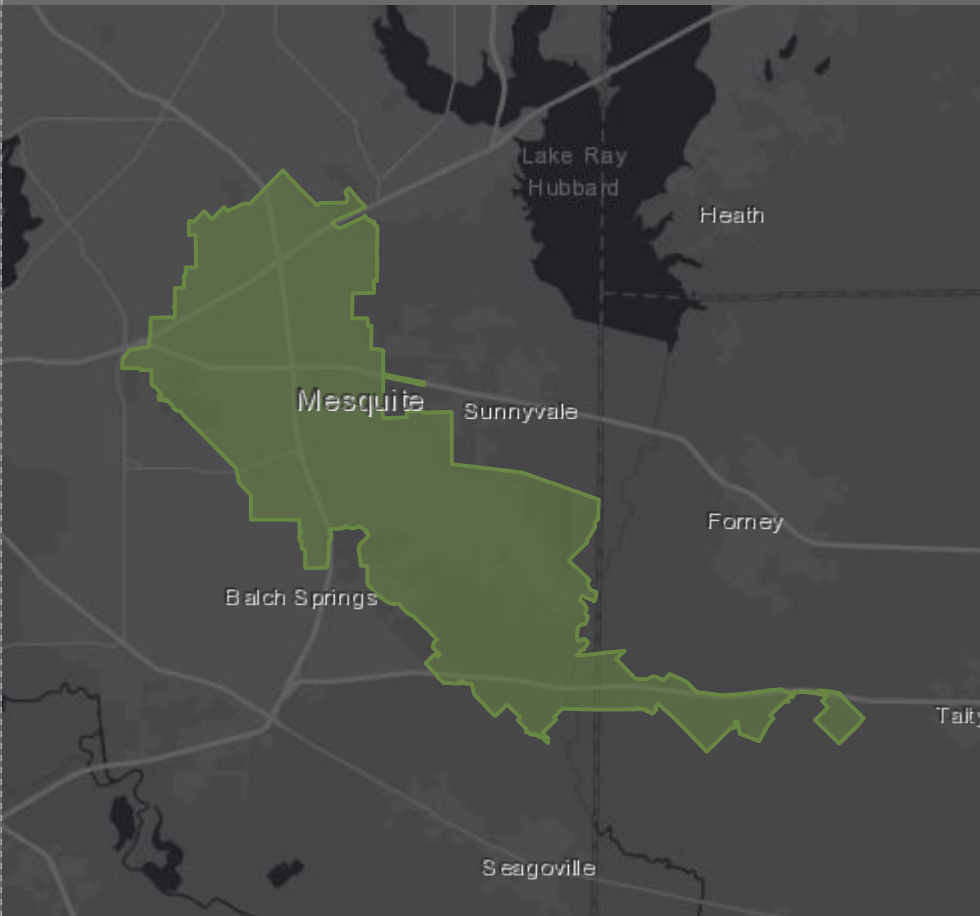 Lake Ray
Hubbard
Heath
Mesquite
Sunnyvale
Forney
Balch Springs
Talty
Seagoville